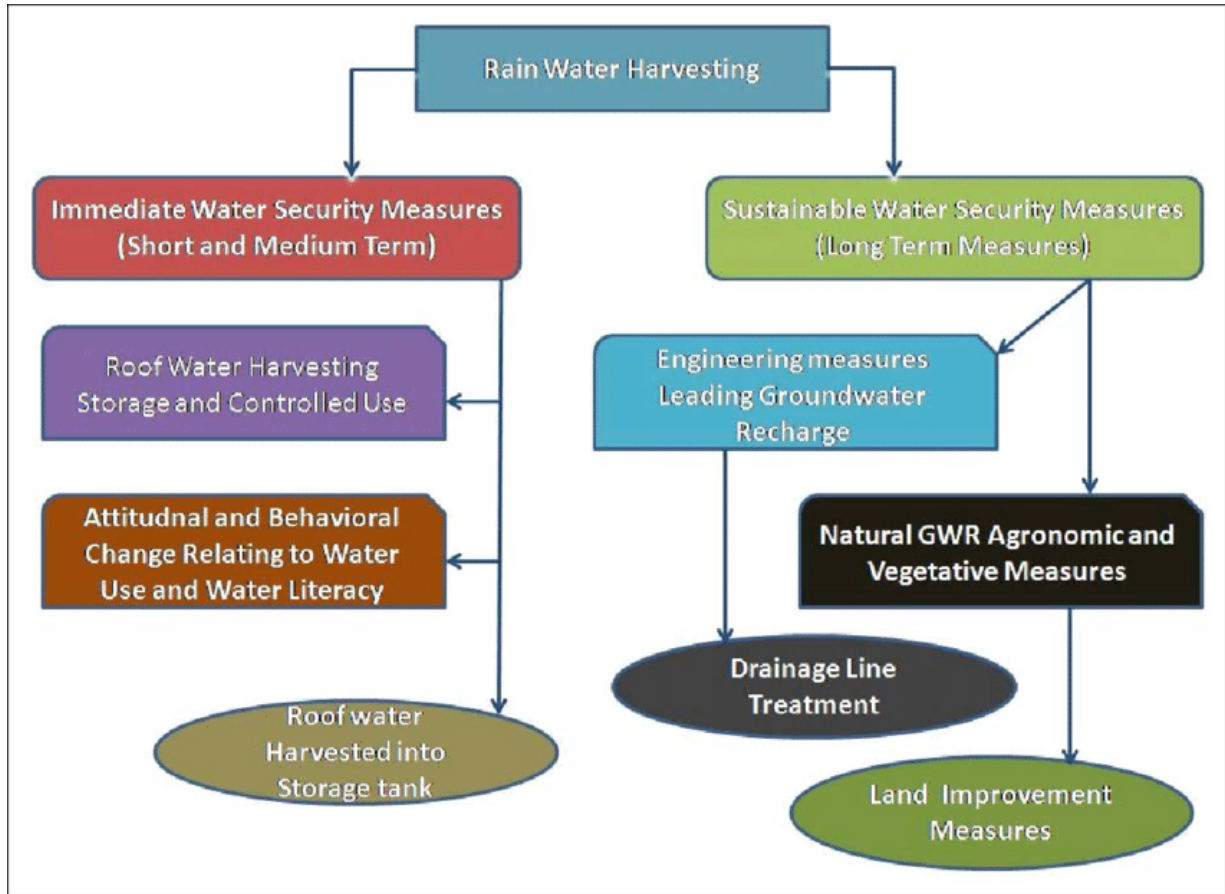 Rain Water Harvesting
Immediate Water Security Measures
(Short and Medium Term)
Sustainable Water Security Measures
(Long Term Measures)
Roof Water Harvesting
Storage and Controlled Use
Engineering measures
Leading Groundwater
Recharge
Attitudnal and Behavioral
Change Relating to Water
Use and Water Literacy
Natural GWR Agronomic and
Vegetative Measures
Drainage Line
Treatment
Roof water
Harvested into
Storage tank
Land Improvement
Measures